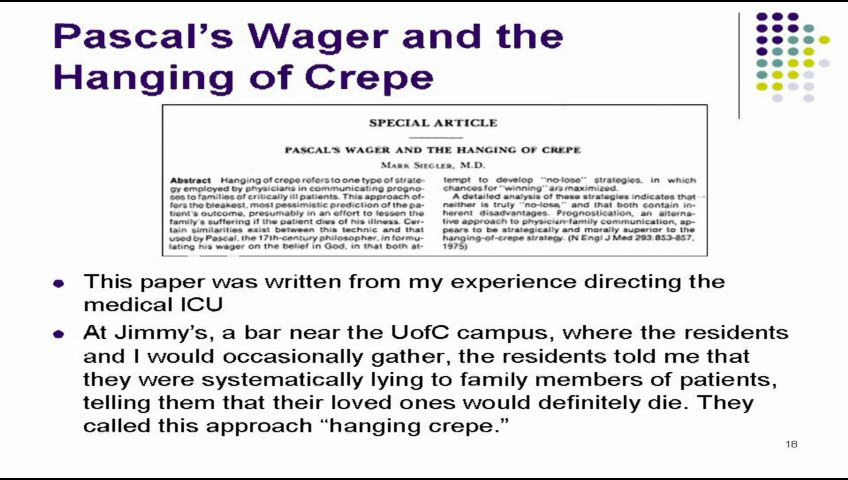 Pascal's Wager and the
Hanging of Crepe
SPECIAL ARTICLE
PASCAL'S WAGER AND THE HANGING OF CREPE
MARK SIEGLER, M.D.
Abstract Hanging of crepe refers to one type of strate-
gy employed by physicians in communicating progno-
ses to families of critically ill patients. This approach of-
fers the bleakest, most pessimistic prediction of the pa-
tient's outcome, presumably in an effort to lessen the
family's suffering if the patient dies of his illness. Cer-
tain similarities exist between this technic and that
used by Pascal, the 17th-century philosopher, in formu-
lating his wager on the belief in God, in that both at-
tempt to develop "no-lose" strategies, in which
chances for "winning" are maximized.
A detailed analysis of these strategies indicates that
neither is truly "no-lose" and that both contain in-
herent disadvantages. Prognostication, an alterna-
tive approach to physician-family communication, ap-
pears to be strategically and morally superior to the
hanging-of-crepe strategy. (N Engl J Med 293:853-857,
1975)
This paper was written from my experience directing the
medical ICU
At Jimmy's, a bar near the UofC campus, where the residents
and I would occasionally gather, the residents told me that
they were systematically lying to family members of patients,
telling them that their loved ones would definitely die. They
called this approach "hanging crepe."
18